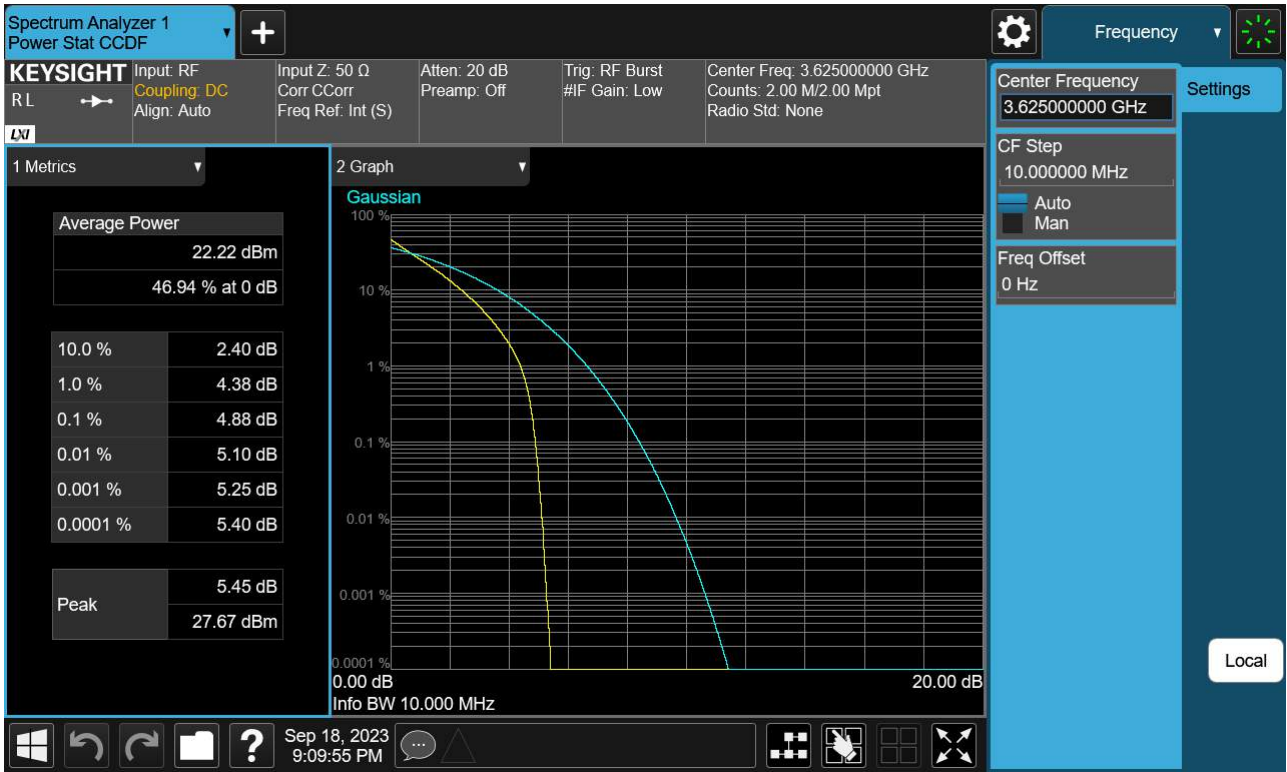 Spectrum Analyzer 1
Power Stat CCDF
+
Frequency
KEYSIGHT
RL
LXI
Input: RF
Coupling: DC
Align: Auto
Input Z: 50 Ω
Corr CCorr
Freq Ref: Int (S)
Atten: 20 dB
Preamp: Off
Trig: RF Burst
#IF Gain: Low
Center Freq: 3.625000000 GHz
Counts: 2.00 M/2.00 Mpt
Radio Std: None
Center Frequency
3.625000000 GHz
Settings
CF Step
10.000000 MHz
Auto
Man
Freq Offset
0 Hz
1 Metrics
Average Power
22.22 dBm
46.94 % at 0 dB
10.0 % 2.40 dB
1.0 % 4.38 dB
0.1 % 4.88 dB
0.01 % 5.10 dB
0.001 % 5.25 dB
0.0001 % 5.40 dB
Peak
5.45 dB
27.67 dBm
2 Graph
Gaussian
100 %
10 %
1 %
0.1 %
0.01 %
0.001 %
0.0001 %
0.00 dB 20.00 dB
Info BW 10.000 MHz
Local
?
Sep 18, 2023
9:09:55 PM